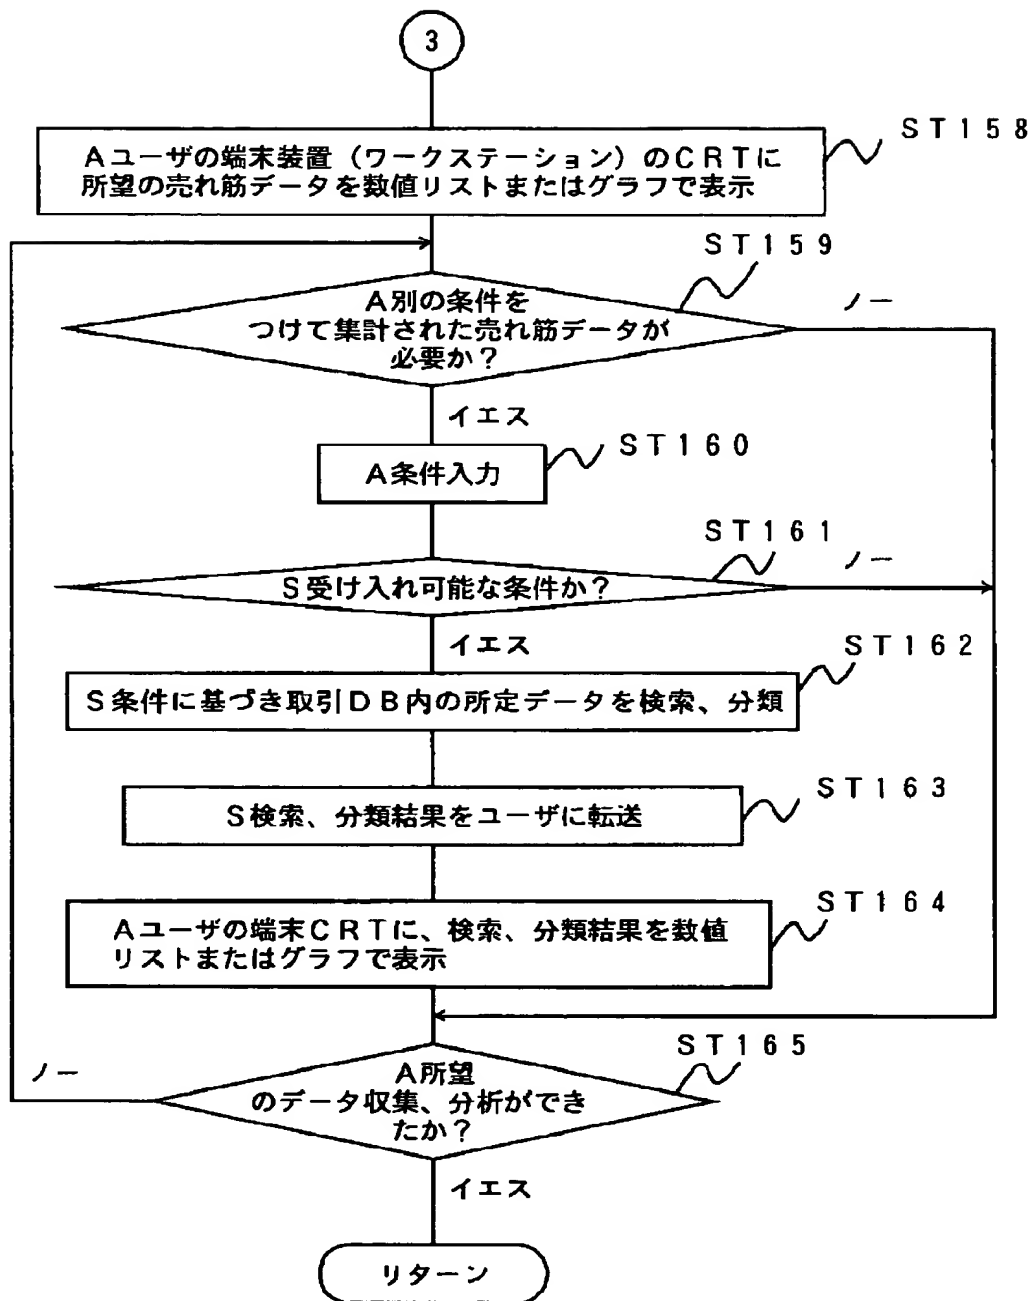 3
ST158
Aユーザの端末装置（ワークステーション）のCRTに
所望の売れ筋データを数値リストまたはグラフで表示
ST159
A別の条件を
つけて集計された売れ筋データが
必要か？
ノー
イエス
ST160
A条件入力
ST161
S受け入れ可能な条件か？
ノー
イエス
ST162
S条件に基づき取引DB内の所定データを検索、分類
ST163
S検索、分類結果をユーザに転送
ST164
Aユーザの端末CRTに、検索、分類結果を数値
リストまたはグラフで表示
ST165
A所望
のデータ収集、分析ができ
たか？
ノー
イエス
リターン